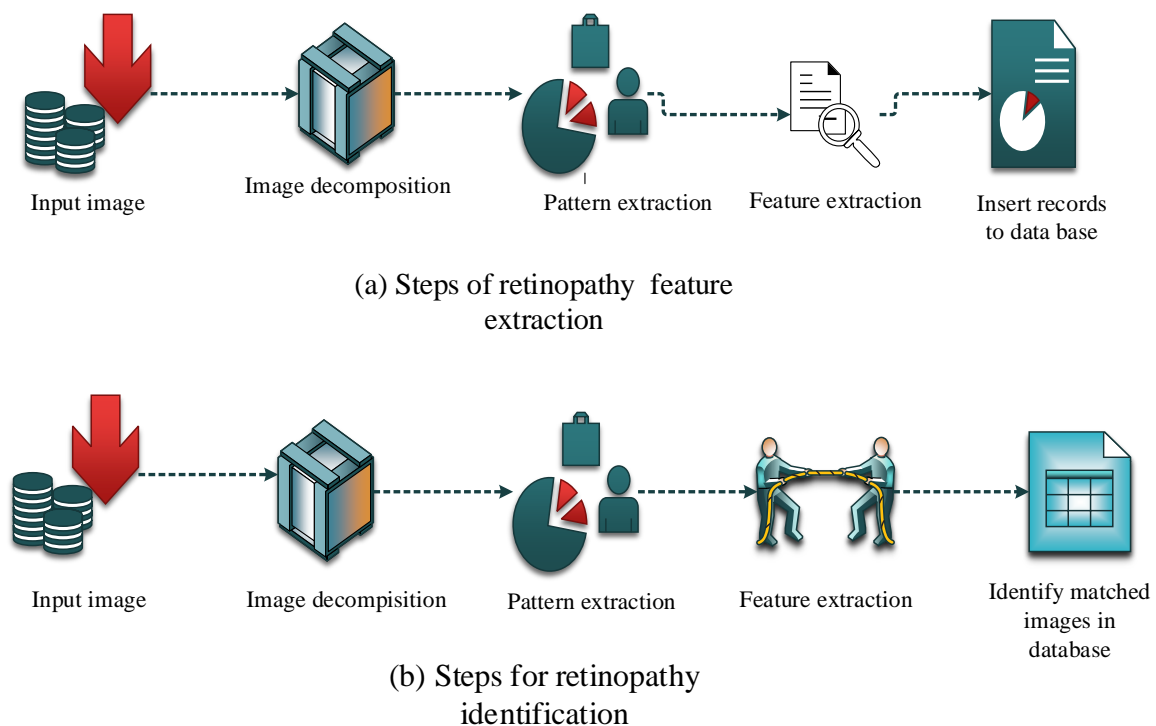 Input image
Image decomposition
Pattern extraction
Feature extraction
Insert records
to data base
(a) Steps of retinopathy feature
extraction
Input image
Image decompisition
Pattern extraction
Feature extraction
Identify matched
images in
database
(b) Steps for retinopathy
identification